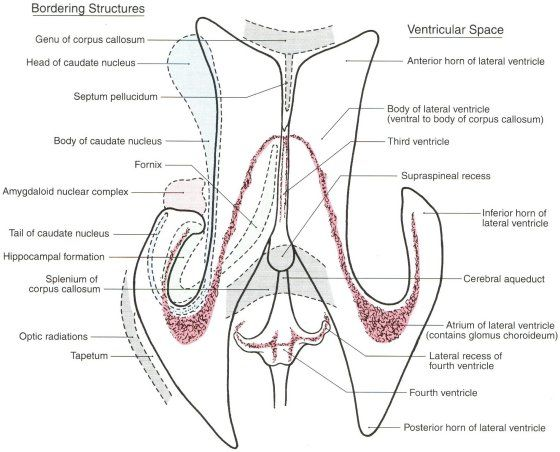 Bordering Structures
Genu of corpus callosum
Head of caudate nucleus
Septum pellucidum
Body of caudate nucleus
Fornix
Amygdaloid nuclear complex
Tail of caudate nucleus
Hippocampal formation
Splenium of
corpus callosum
Optic radiations
Tapetum
Ventricular Space
Anterior horn of lateral ventricle
Body of lateral ventricle
(ventral to body of corpus callosum)
Third ventricle
Supraspineal recess
Inferior horn of
lateral ventricle
Cerebral aqueduct
Atrium of lateral ventricle
(contains glomus choroideum)
Lateral recess of
fourth ventricle
Fourth ventricle
Posterior horn of lateral ventricle